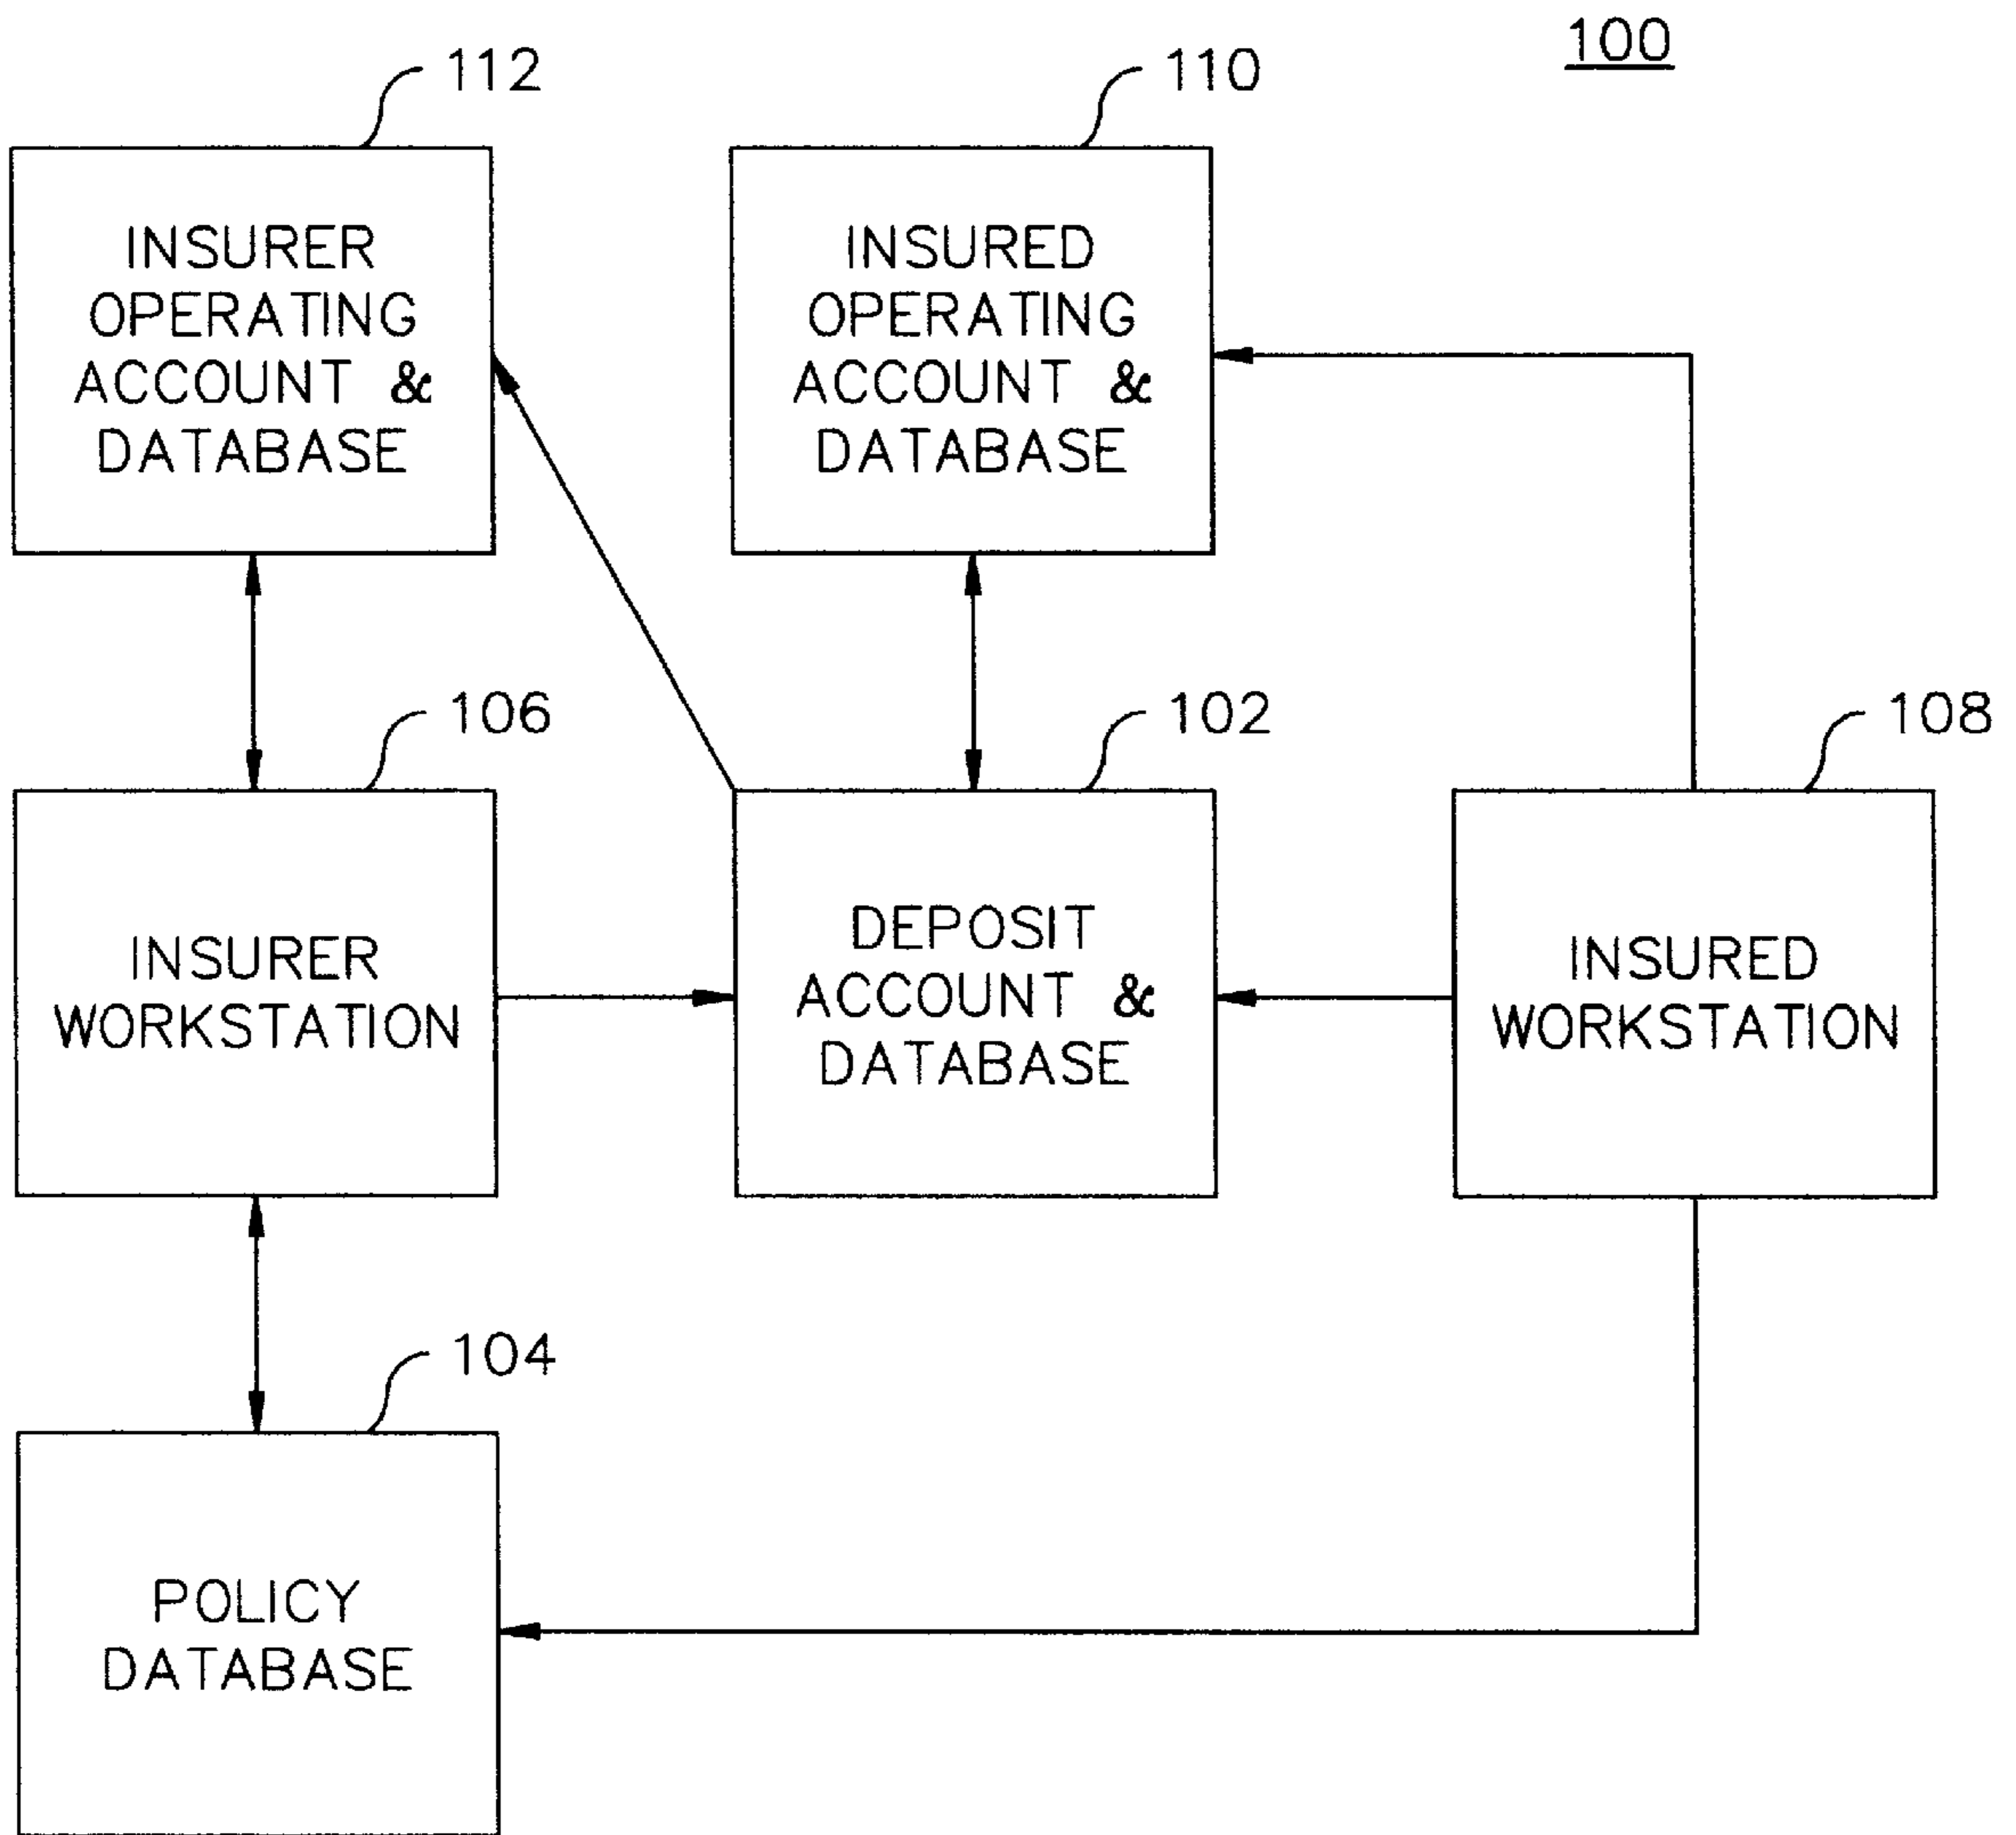 100
112
INSURER
OPERATING
ACCOUNT &
DATABASE
110
INSURED
OPERATING
ACCOUNT &
DATABASE
106
INSURER
WORKSTATION
102
DEPOSIT
ACCOUNT &
DATABASE
108
INSURED
WORKSTATION
104
POLICY
DATABASE